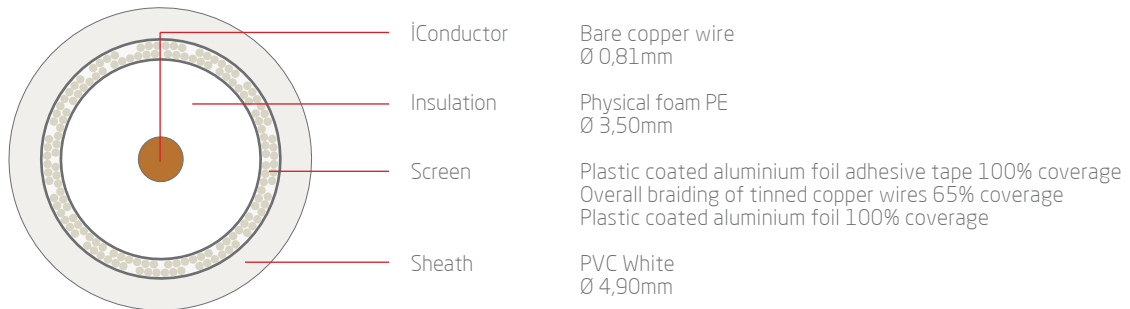 İConductor Bare copper wire
Ø 0,81mm
Insulation Physical foam PE
Ø 3,50mm
Screen Plastic coated aluminium foil adhesive tape 100% coverage
Overall braiding of tinned copper wires 65% coverage
Plastic coated aluminium foil 100% coverage
Sheath PVC White
Ø 4,90mm